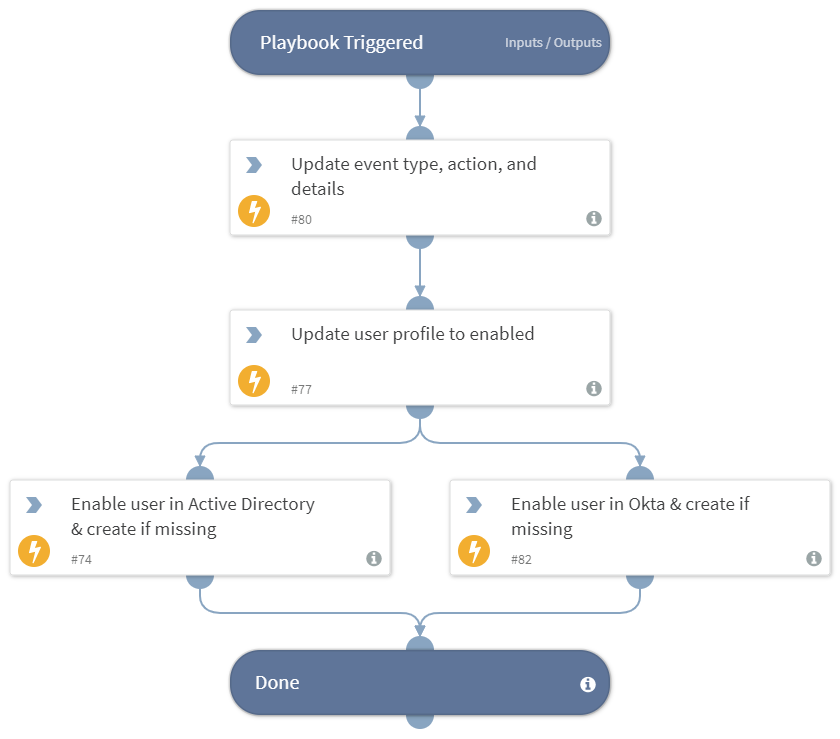 Playbook Triggered
Inputs / Outputs
Update event type, action, and
details
#80
Update user profile to enabled
#77
Enable user in Active Directory
& create if missing
#74
Enable user in Okta & create if
missing
#82
Done